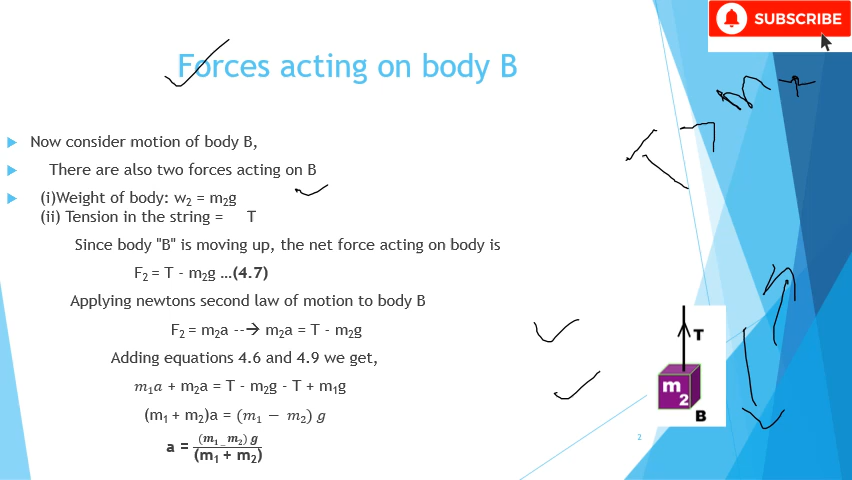 SUBSCRIBE
Forces acting on body B
Now consider motion of body B,
There are also two forces acting on B
(i)Weight of body: w₂ = m₂g
(ii) Tension in the string = T
Since body "B" is moving up, the net force acting on body is
F₂ = T - m₂g ...(4.7)
Applying newtons second law of motion to body B
F₂ = m₂a --→ m₂a = T - m₂g
Adding equations 4.6 and 4.9 we get,
m₁a + m₂a = T - m₂g - T + m₁g
(m₁ + m₂)a = (m₁ − m₂) g
a = (m₁ _ m₂) g
(m₁ + m₂)
T
m₂
B
2